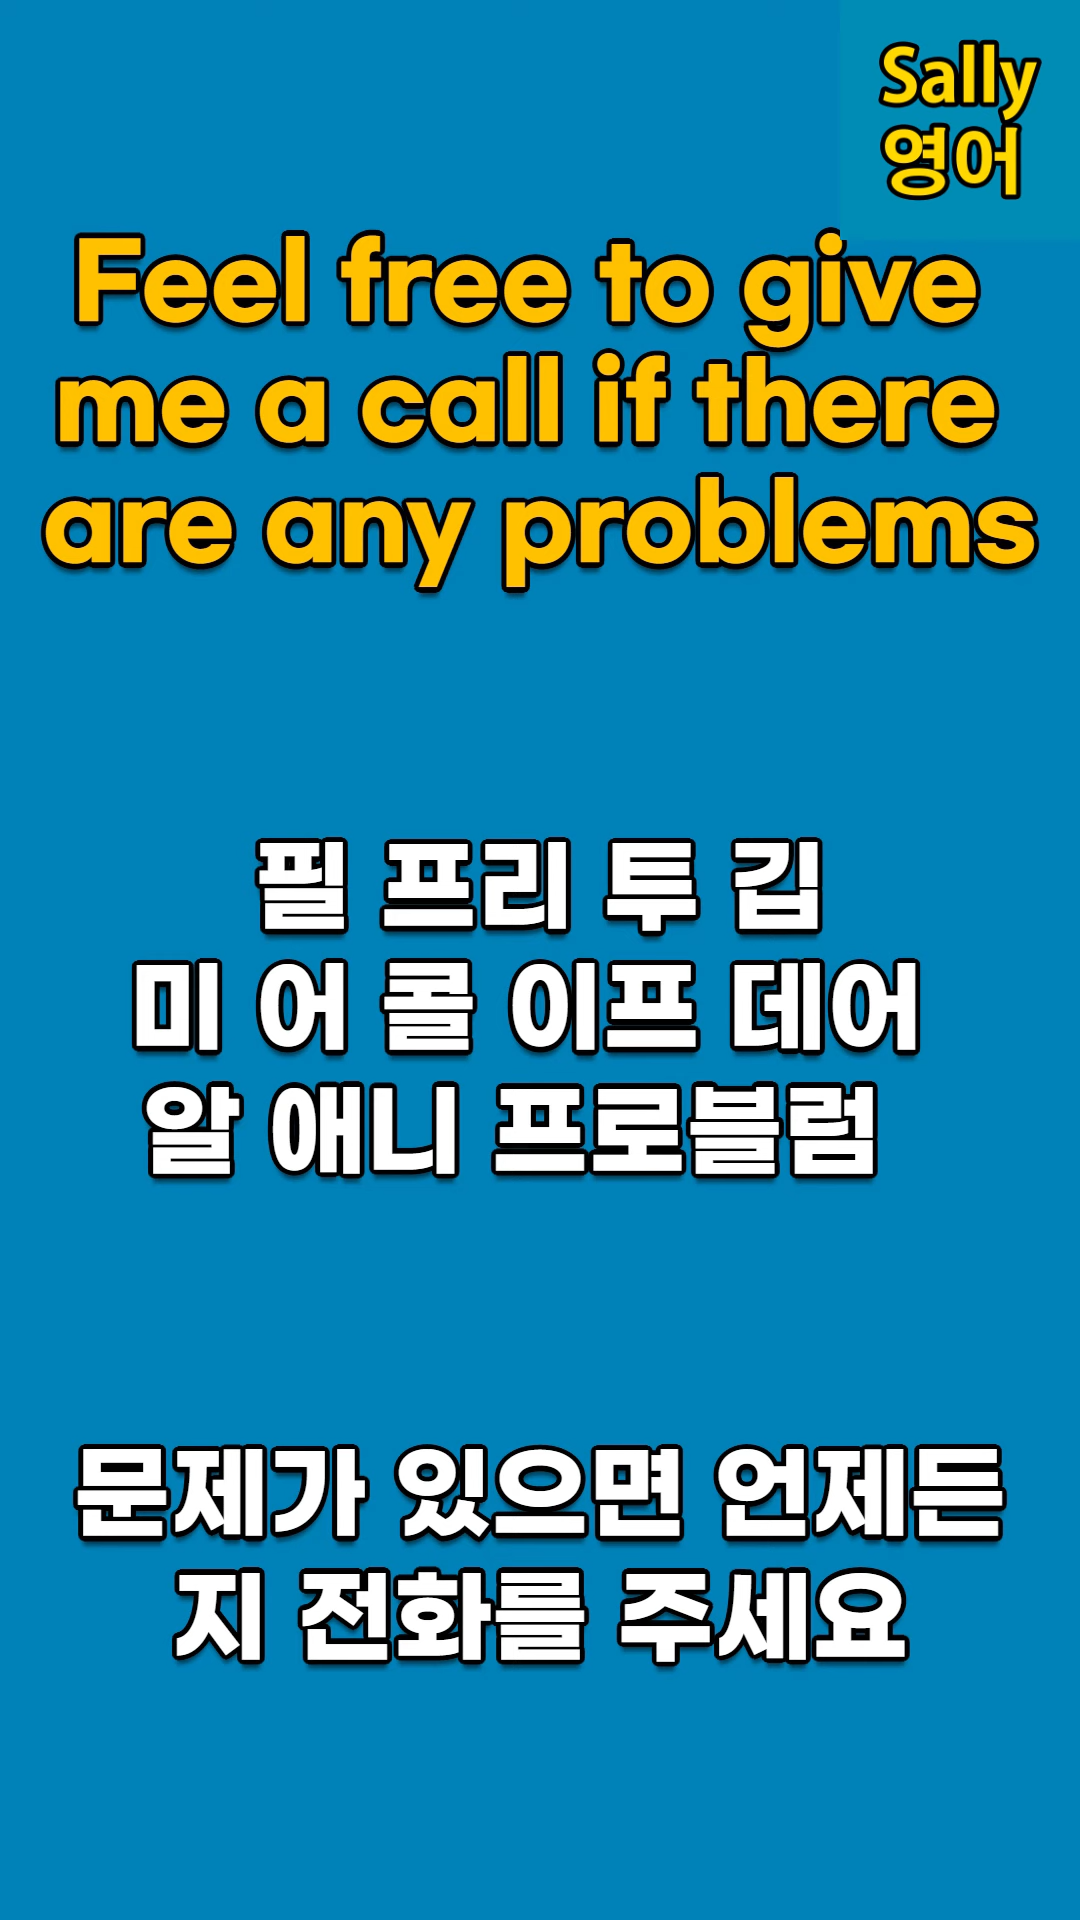 Sally
영어
Feel free to give
me a call if there
are any problems
필 프리 투 깁
미 어 콜 이프 데어
알 애니 프로블럼
문제가 있으면 언제든
지 전화를 주세요